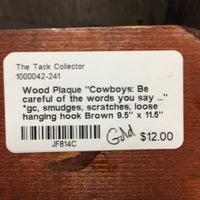 The Tack Collector
1000042-241
Wood Plaque "Cowboys: Be
careful of the words you say ..."
*gc, smudges, scratches, loose
hanging hook Brown 9.5" x 11.5"
Gold
$12.00
JF814C